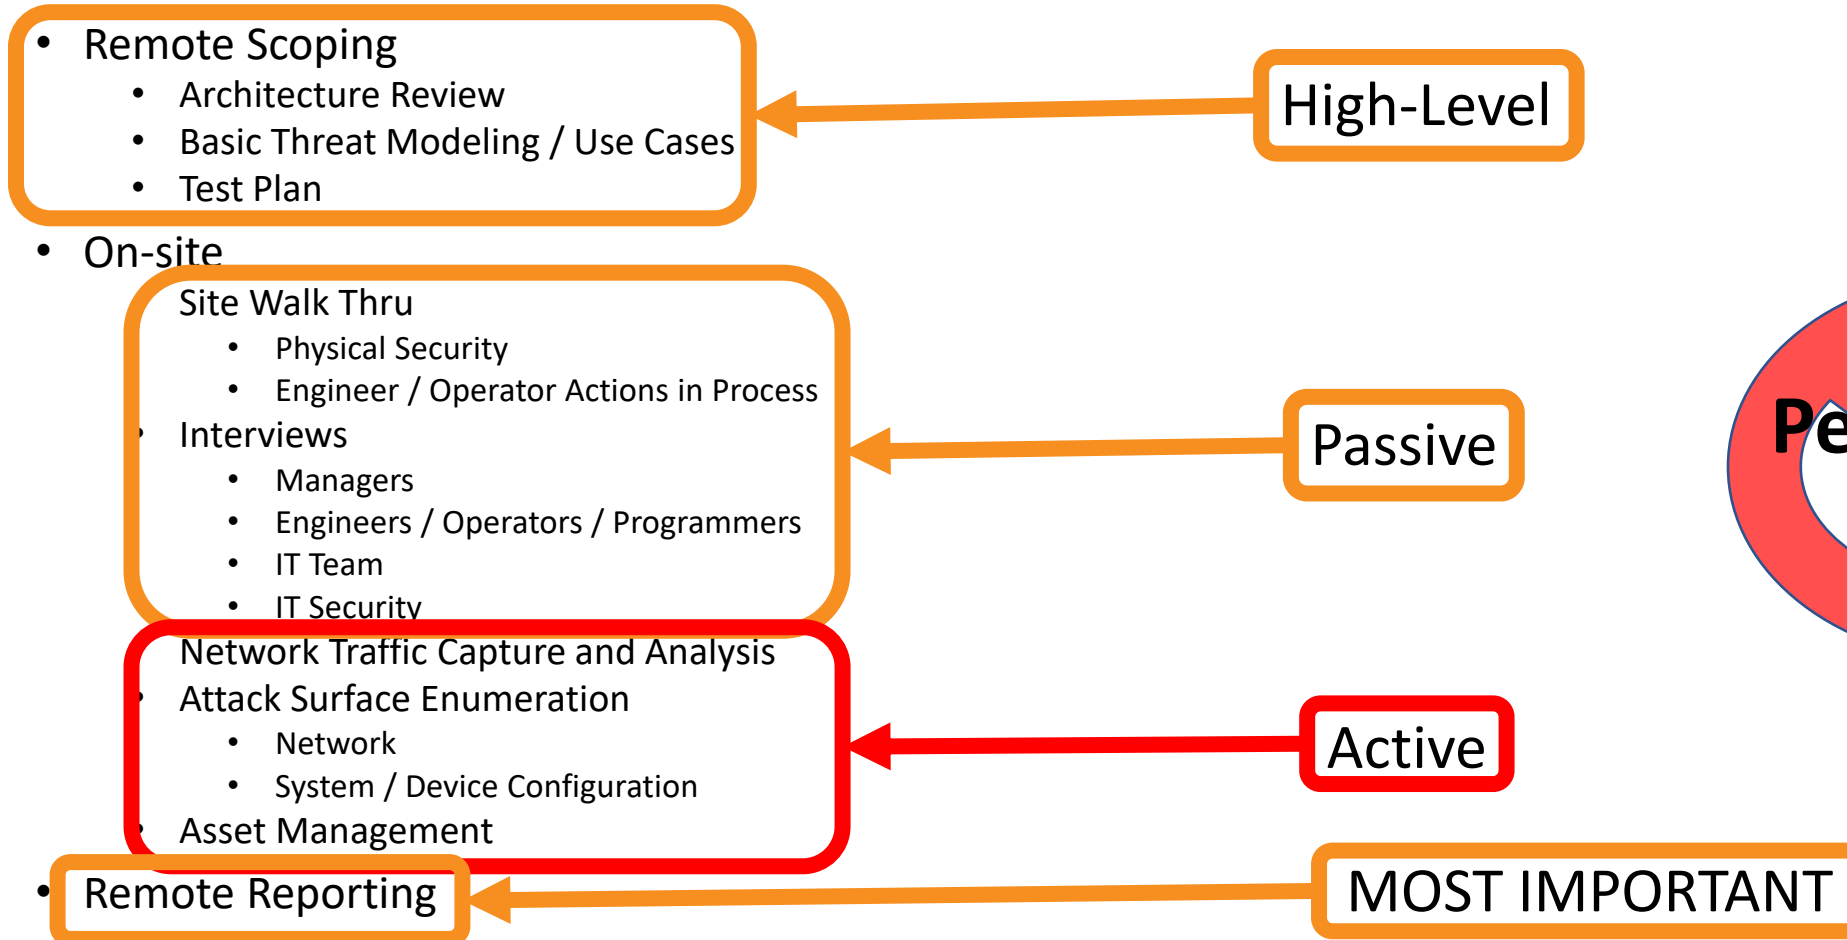 • Remote Scoping
• Architecture Review
• Basic Threat Modeling / Use Cases
• Test Plan
High-Level
• On-site
Site Walk Thru
• Physical Security
• Engineer / Operator Actions in Process
• Interviews
• Managers
• Engineers / Operators / Programmers
• IT Team
• IT Security
Passive
Pe
Network Traffic Capture and Analysis
• Attack Surface Enumeration
• Network
• System / Device Configuration
• Asset Management
Active
• Remote Reporting
MOST IMPORTANT